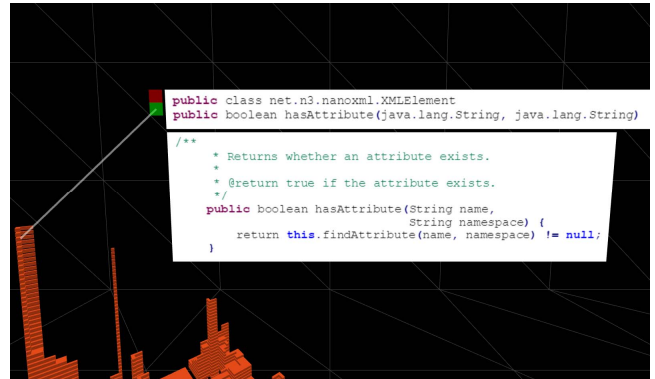 public class net.n3.nanoxml.XMLElement
public boolean hasAttribute(java.lang.String, java.lang.String)
/**
* Returns whether an attribute exists.
*
* @return true if the attribute exists.
*/
public boolean hasAttribute(String name,
String namespace) {
return this.findAttribute(name, namespace) != null;
}